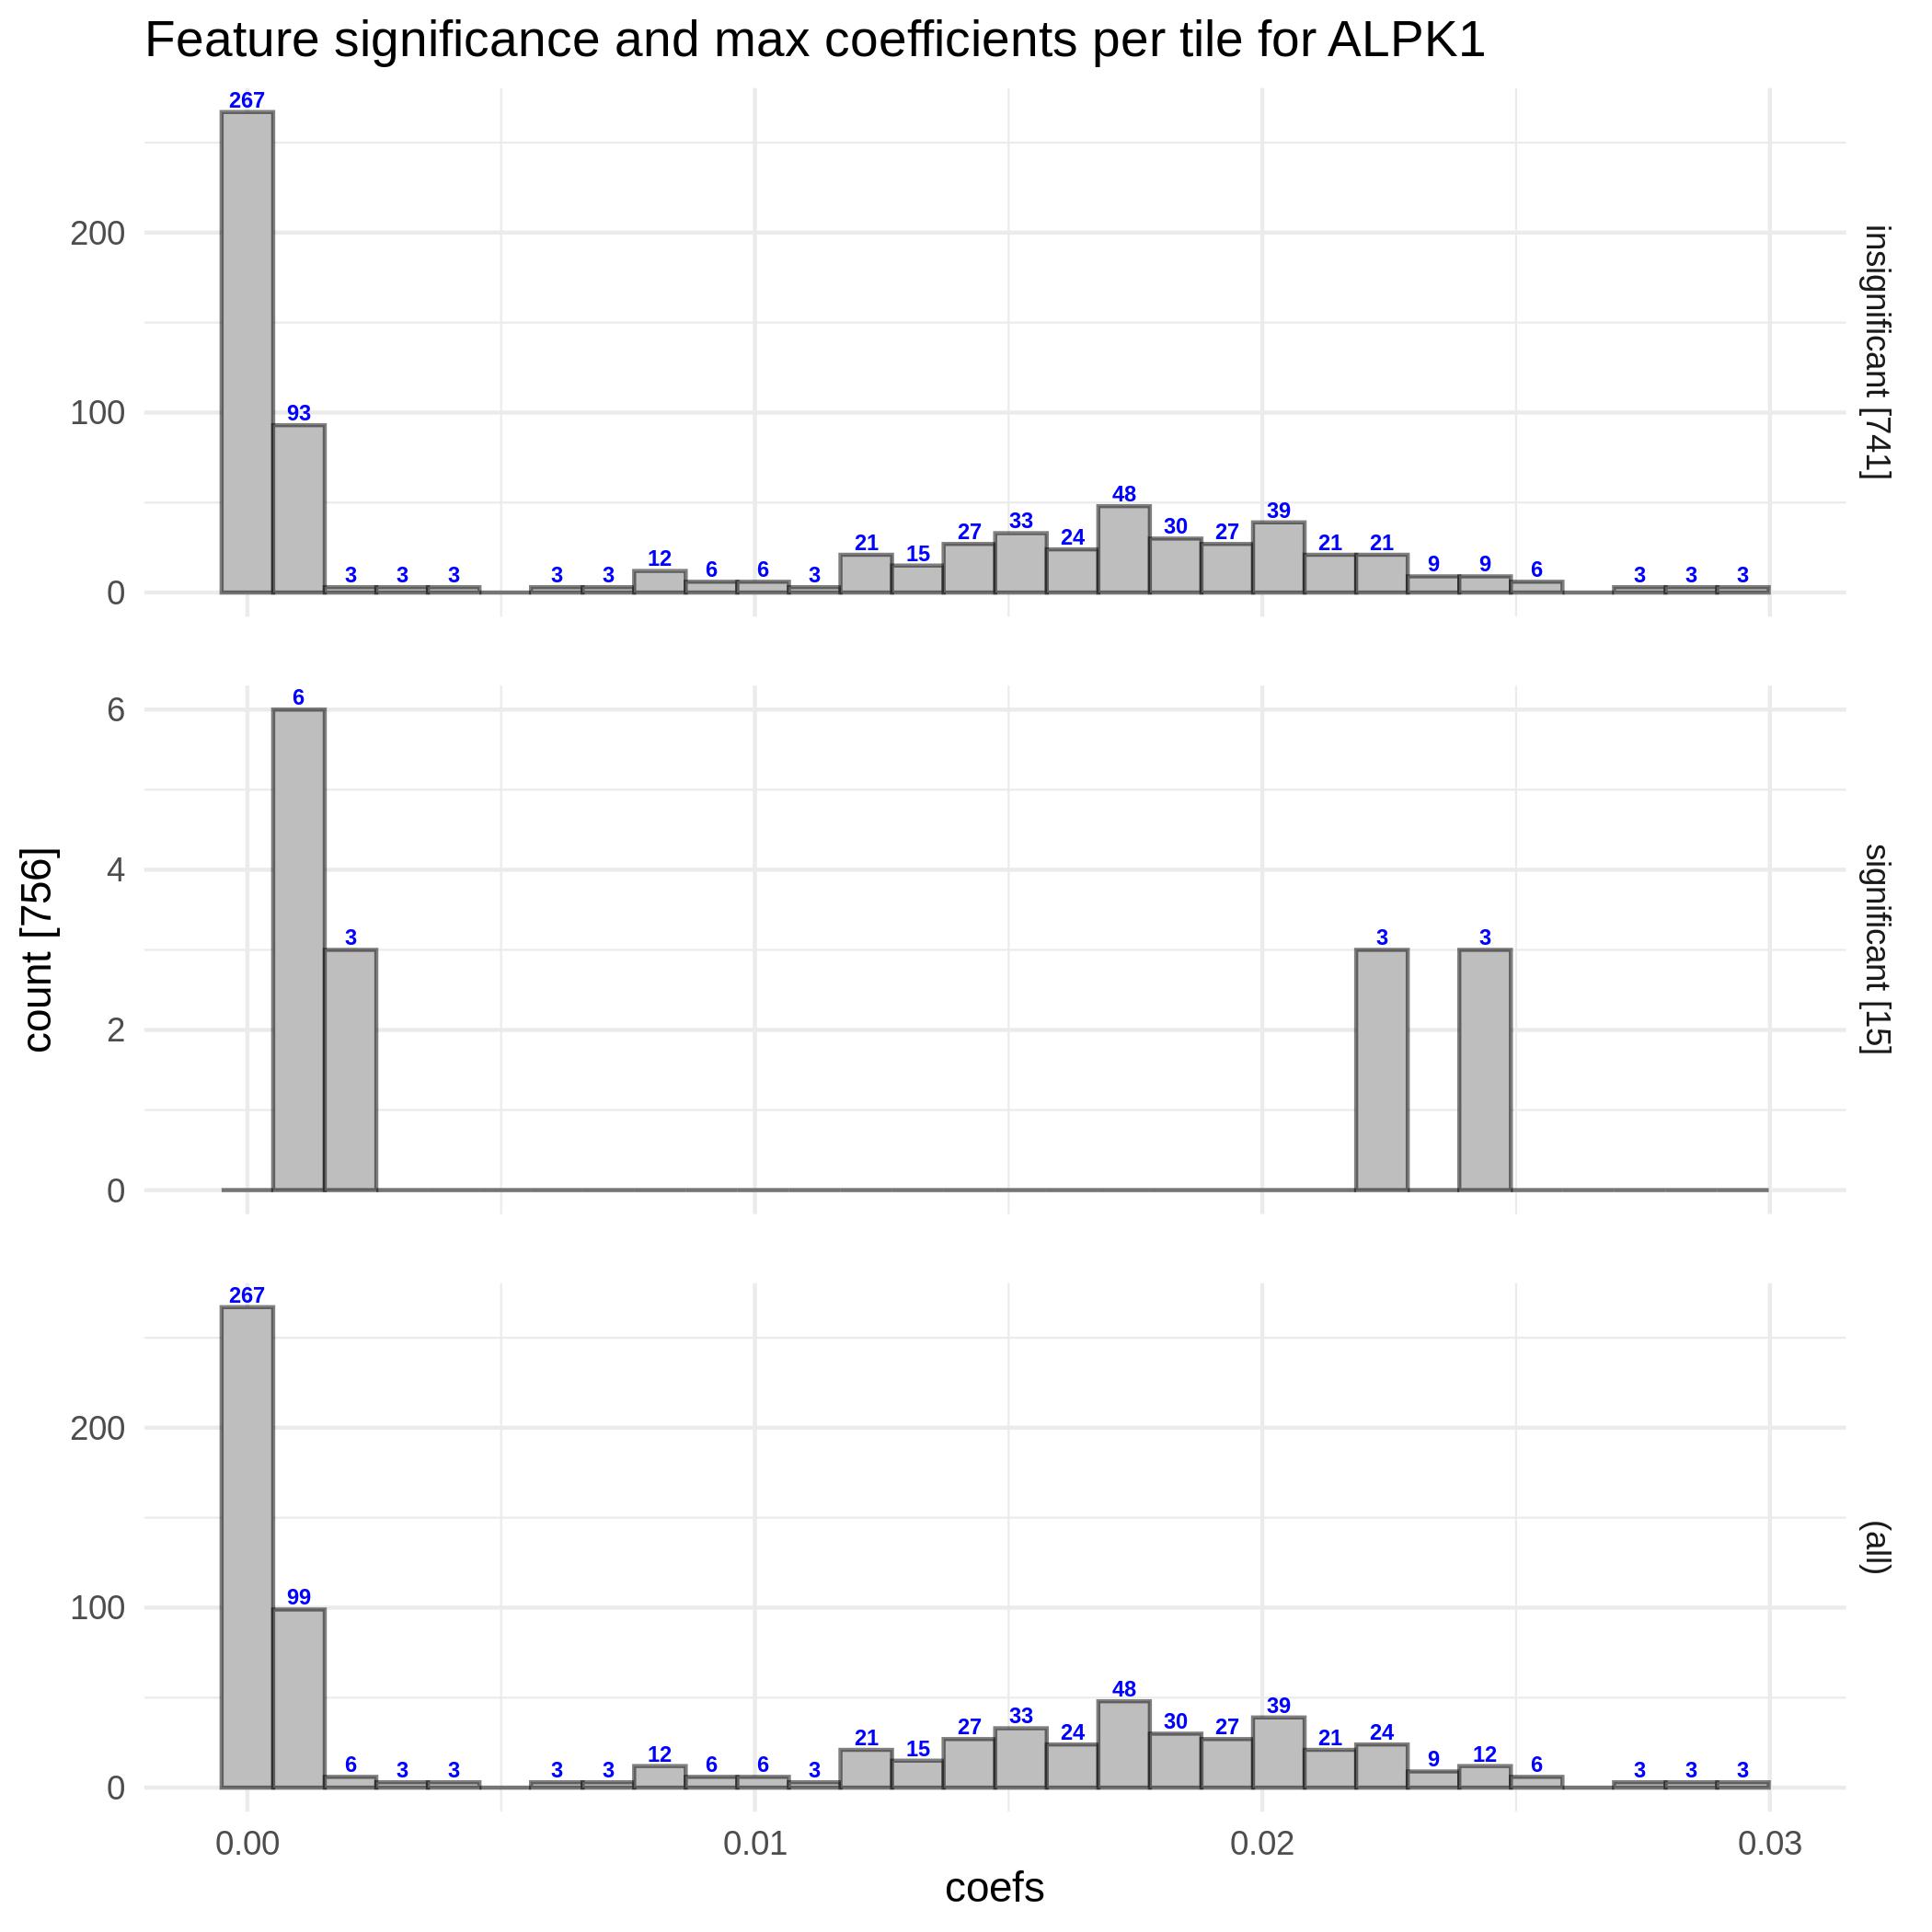 Feature significance and max coefficients per tile for ALPK1
267
93
3 3 3 3 3 12 6 6 3 21 15 27 33 24 48 30 27 39 21 21 9 9 6 3 3 3
200
100
0
insignificant [741]
count [756]
6
3
3
3
6
4
2
0
significant [15]
267
99
6 3 3 3 3 12 6 6 3 21 15 27 33 24 48 30 27 39 21 24 9 12 6 3 3 3
200
100
0
(all)
0.00 0.01 0.02 0.03
coefs